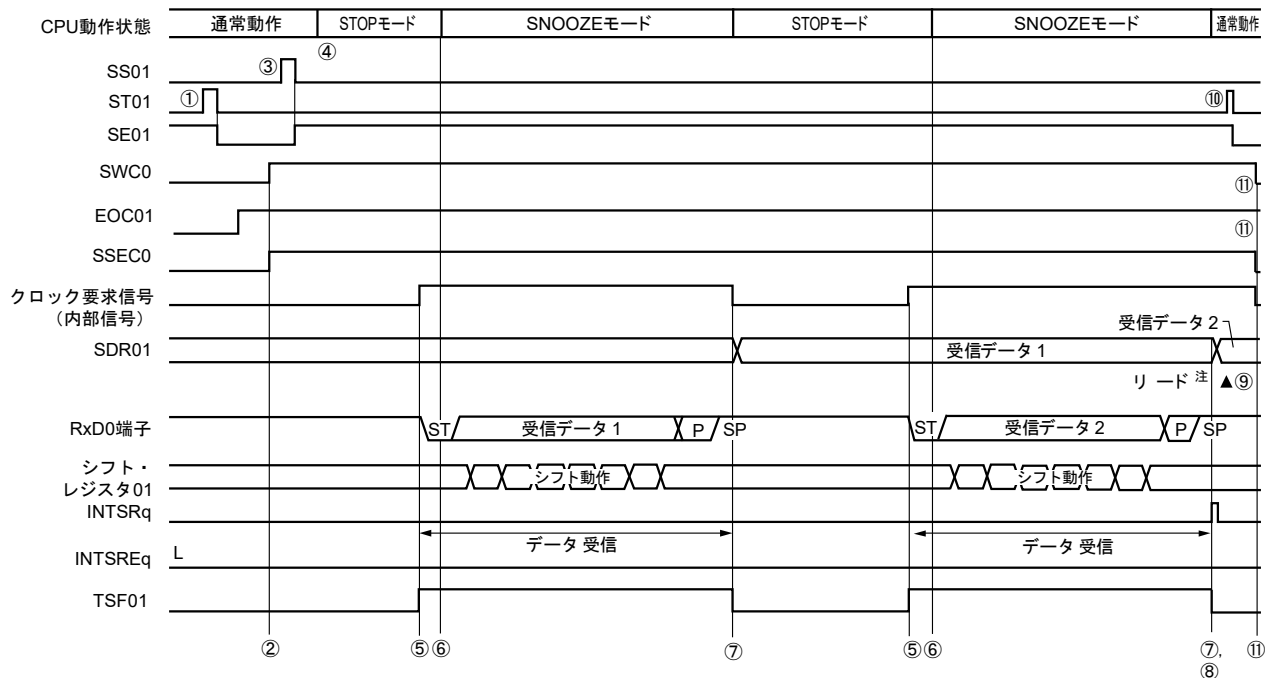 CPU動作状態 通常動作 STOPモード SNOOZEモード STOPモード SNOOZEモード 通常動作
④
SS01 ③
ST01 ① ⑩
SE01
SWC0 ⑪
EOC01
SSEC0 ⑪
クロック要求信号
(内部信号)
受信データ 2
SDR01 受信データ 1
リード 注 ▲⑨
RxD0端子 ST 受信データ 1 P SP ST 受信データ 2 P SP
シフト・
レジスタ01 シフト動作 シフト動作
INTSRq
データ 受信 データ 受信
INTSREq L
TSF01
② ⑤ ⑥ ⑦ ⑤ ⑥ ⑦, ⑪
⑧